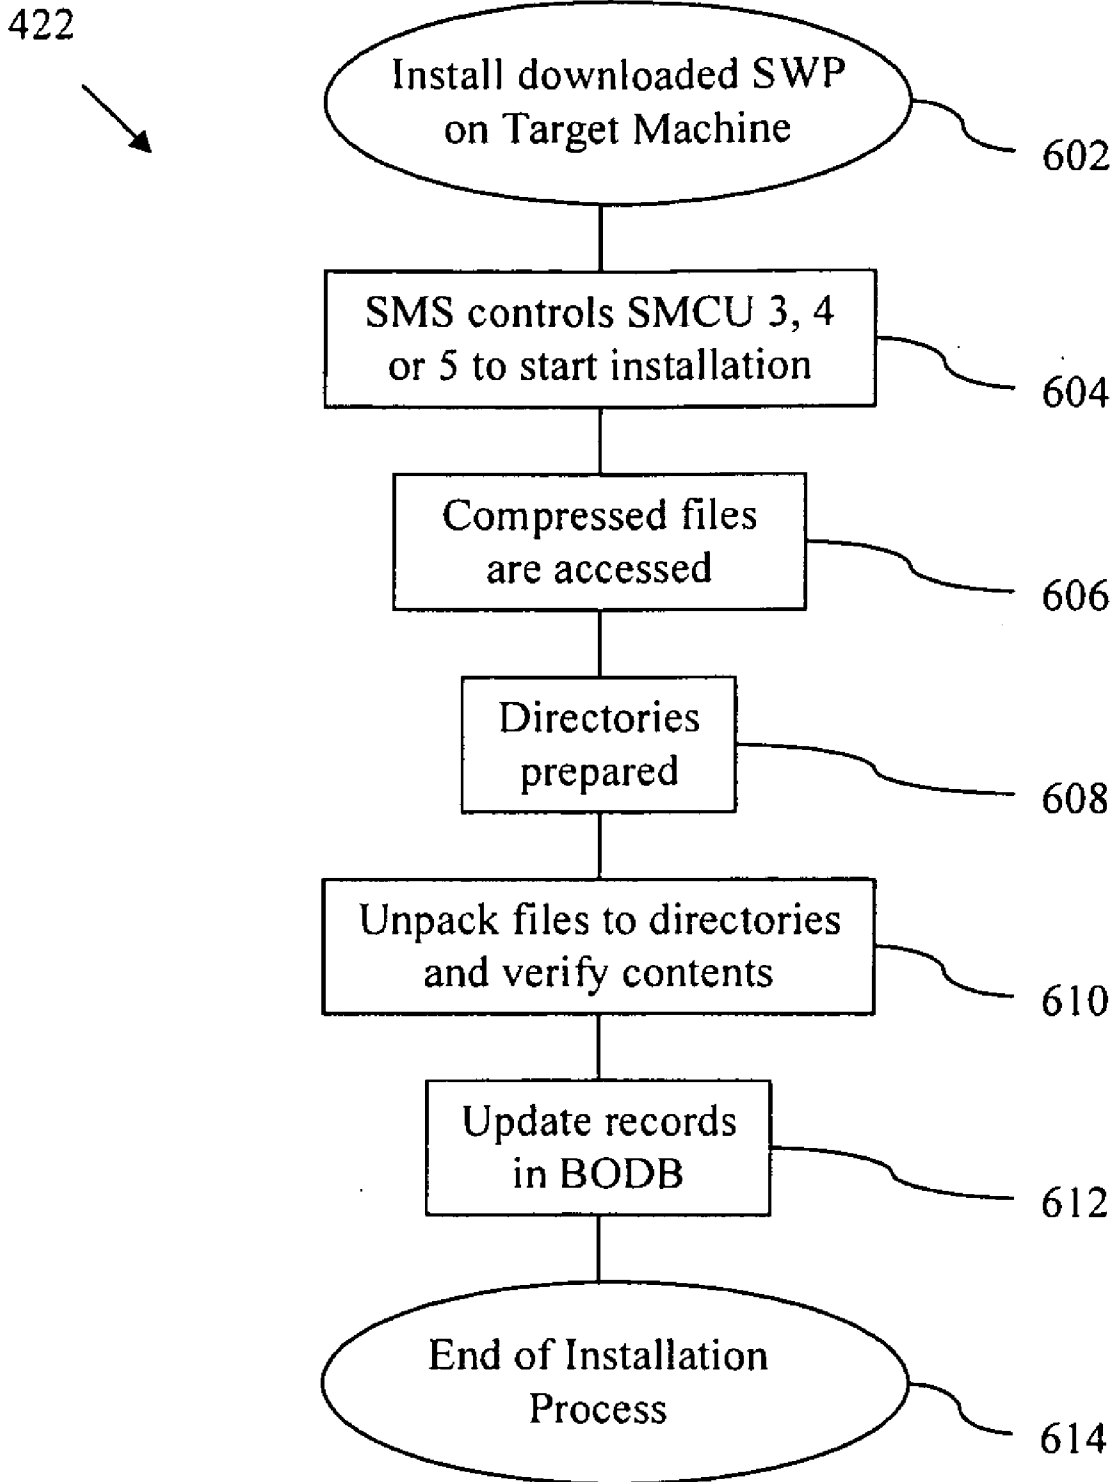 422
Install downloaded SWP
on Target Machine
602
SMS controls SMCU 3, 4
or 5 to start installation
604
Compressed files
are accessed
606
Directories
prepared
608
Unpack files to directories
and verify contents
610
Update records
in BODB
612
End of Installation
Process
614